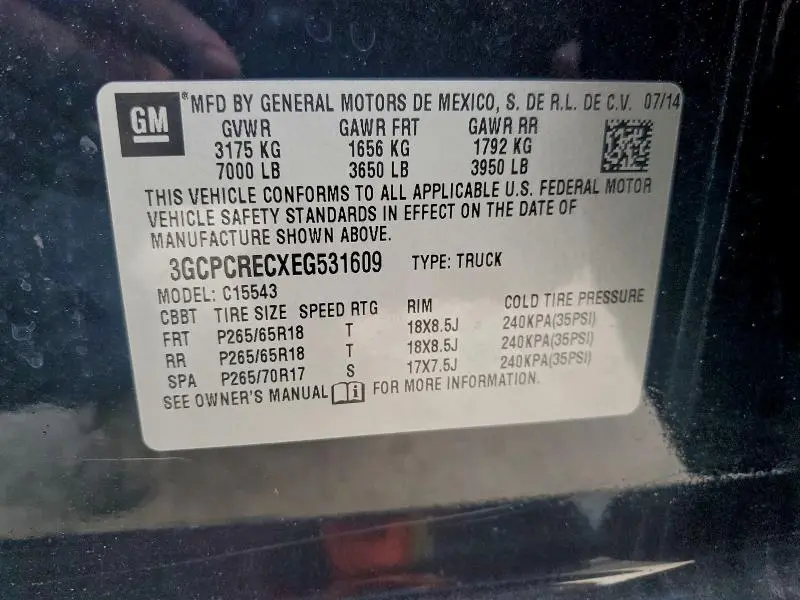 GM
® MFD BY GENERAL MOTORS DE MEXICO, S. DE R.L. DE C.V. 07/14
GVWR GAWR FRT GAWR RR
3175 KG 1656 KG 1792 KG
7000 LB 3650 LB 3950 LB
THIS VEHICLE CONFORMS TO ALL APPLICABLE U.S. FEDERAL MOTOR
VEHICLE SAFETY STANDARDS IN EFFECT ON THE DATE OF
MANUFACTURE SHOWN ABOVE.
3GCPCRECXEG531609 TYPE: TRUCK
MODEL: C15543
CBBT TIRE SIZE SPEED RTG RIM COLD TIRE PRESSURE
FRT P265/65R18 T 18X8.5J 240KPA(35PSI)
RR P265/65R18 T 18X8.5J 240KPA(35PSI)
SPA P265/70R17 S 17X7.5J 240KPA(35PSI)
SEE OWNER'S MANUAL i FOR MORE INFORMATION.